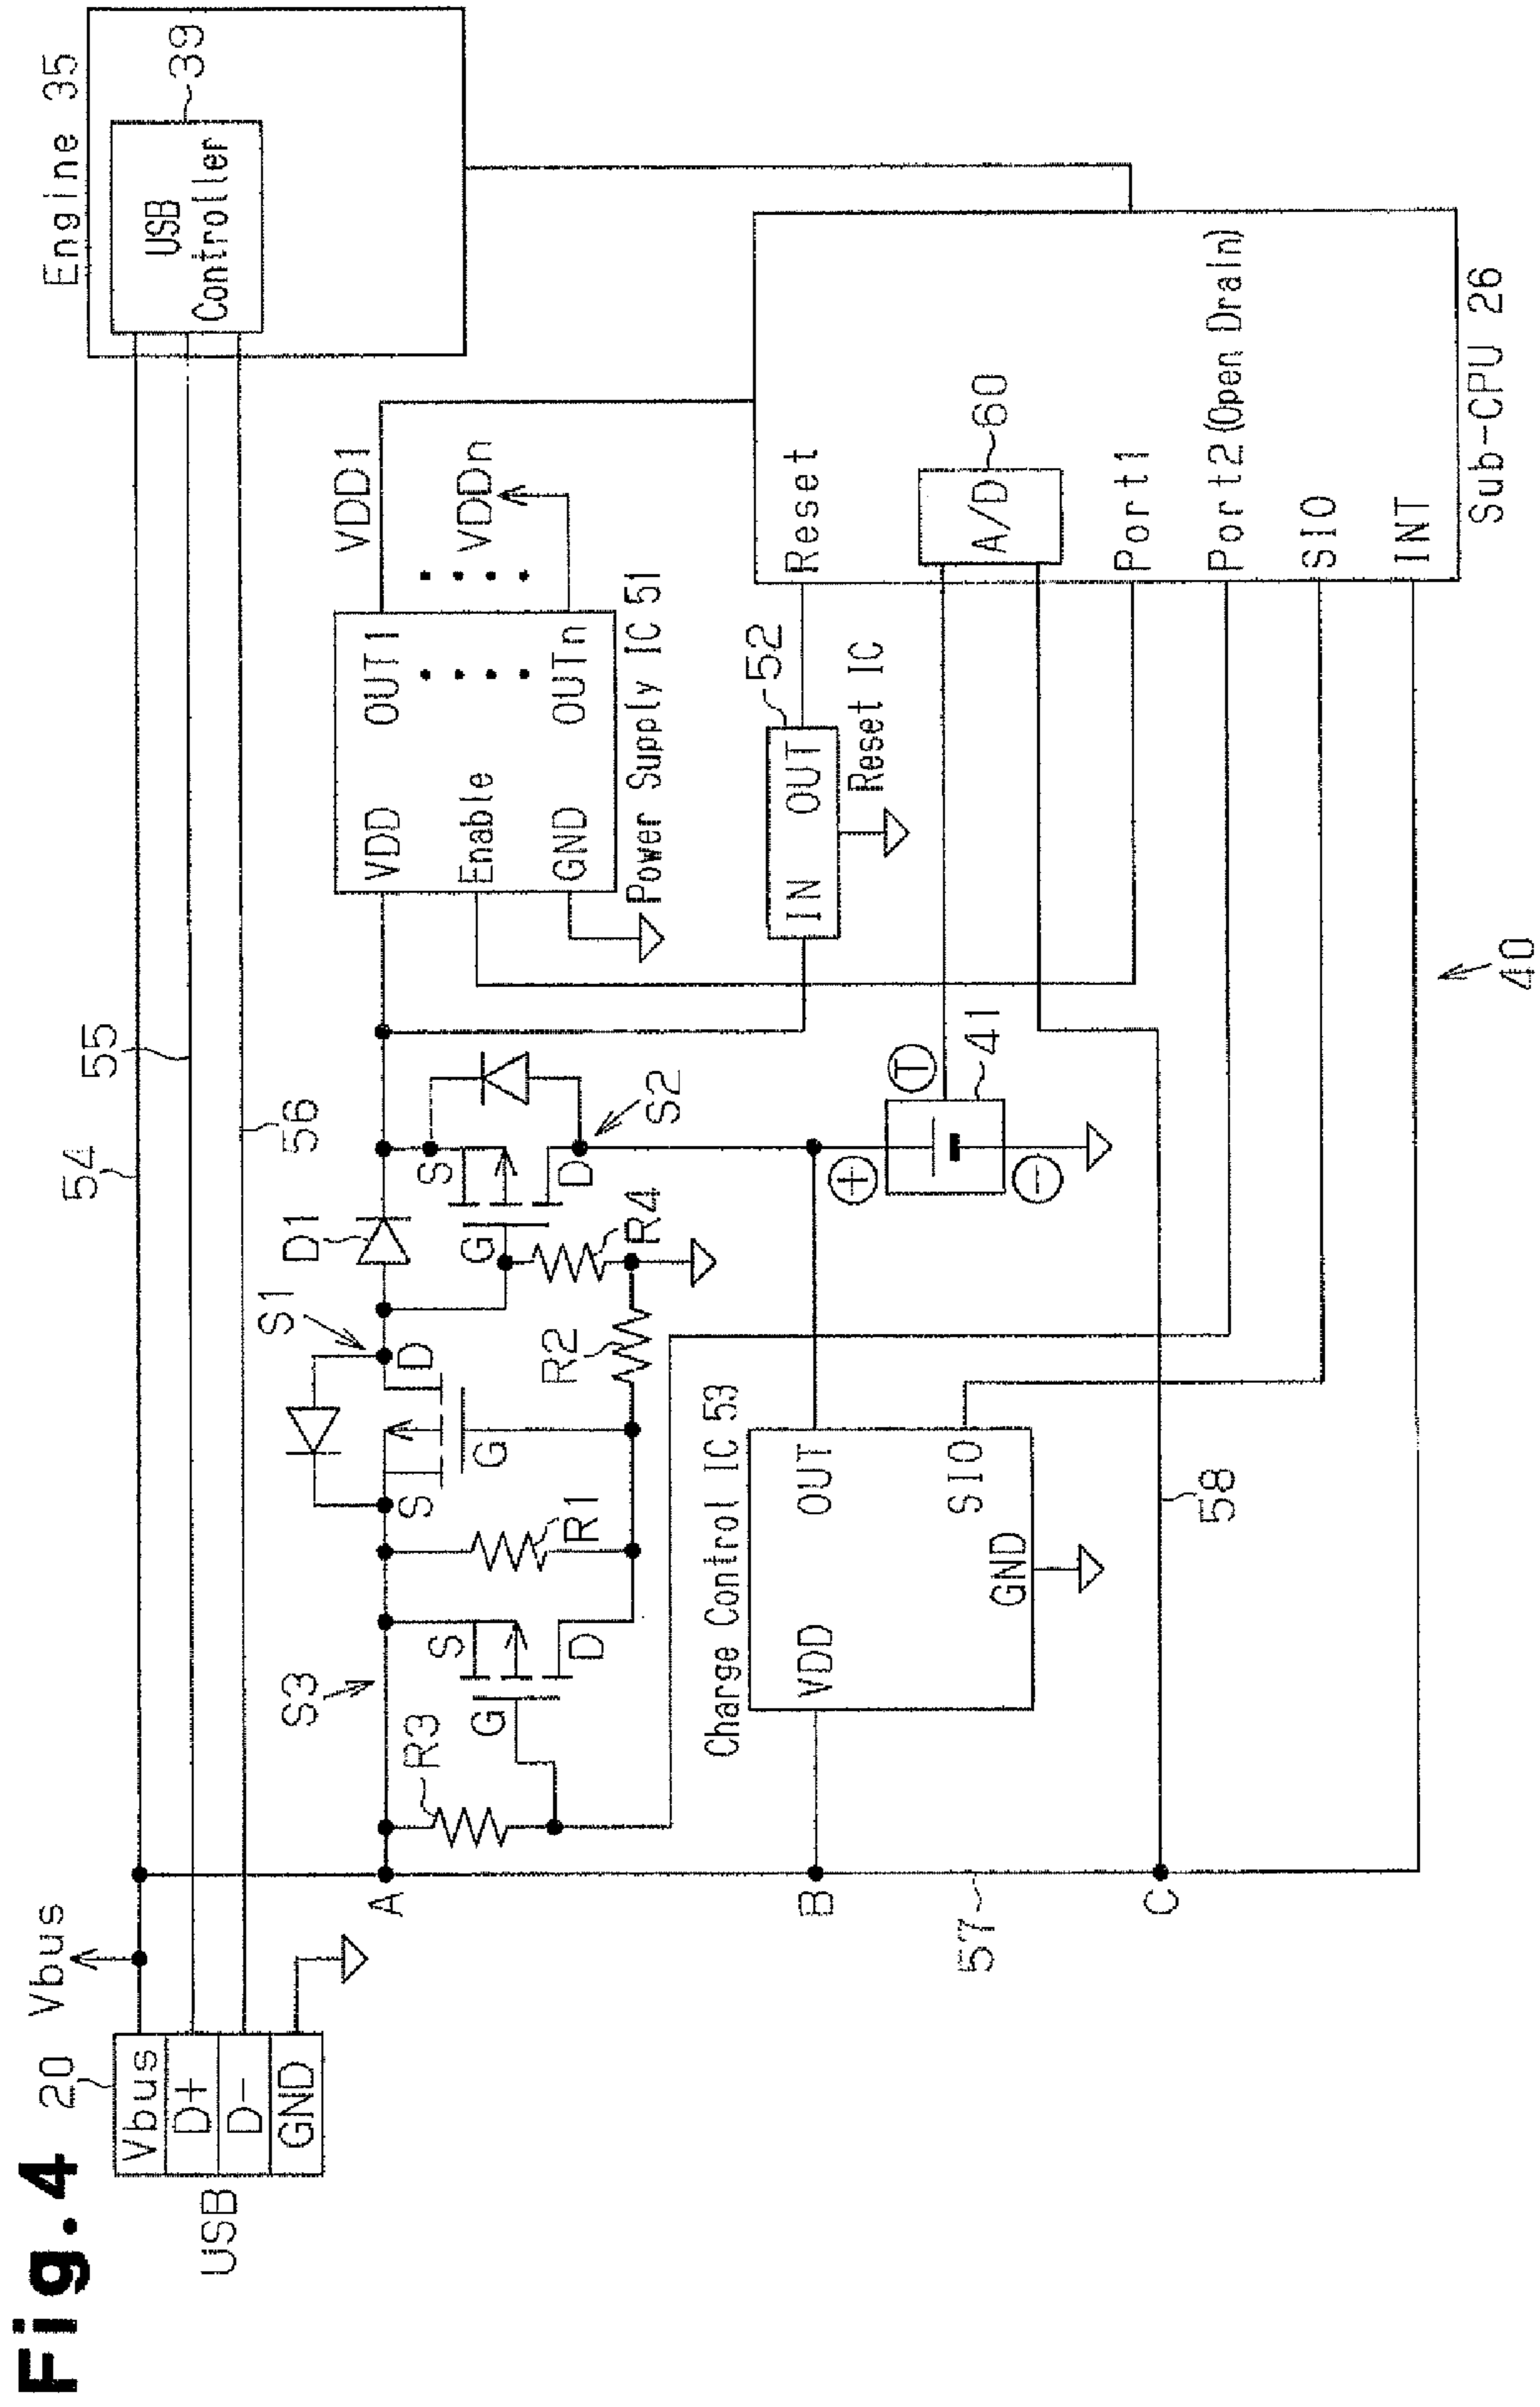 Fig.4
20
Vbus
Vbus
D+
D-
GND
USB
54
55
56
Engine 35
39
USB
Controller
S3
R3
G
S
D
R1
S1
S
G
D
D1
R2
R4
S2
G
S
D
A
B
C
57
58
VDD
OUT1
Enable
GND
OUTn
VDD1
VDDn
Power Supply IC 51
52
IN OUT
Reset IC
Charge Control IC 53
VDD
OUT
SIO
GND
+
-
T
41
Reset
A/D
60
Port1
Port2(Open Drain)
SIO
INT
Sub-CPU 26
40